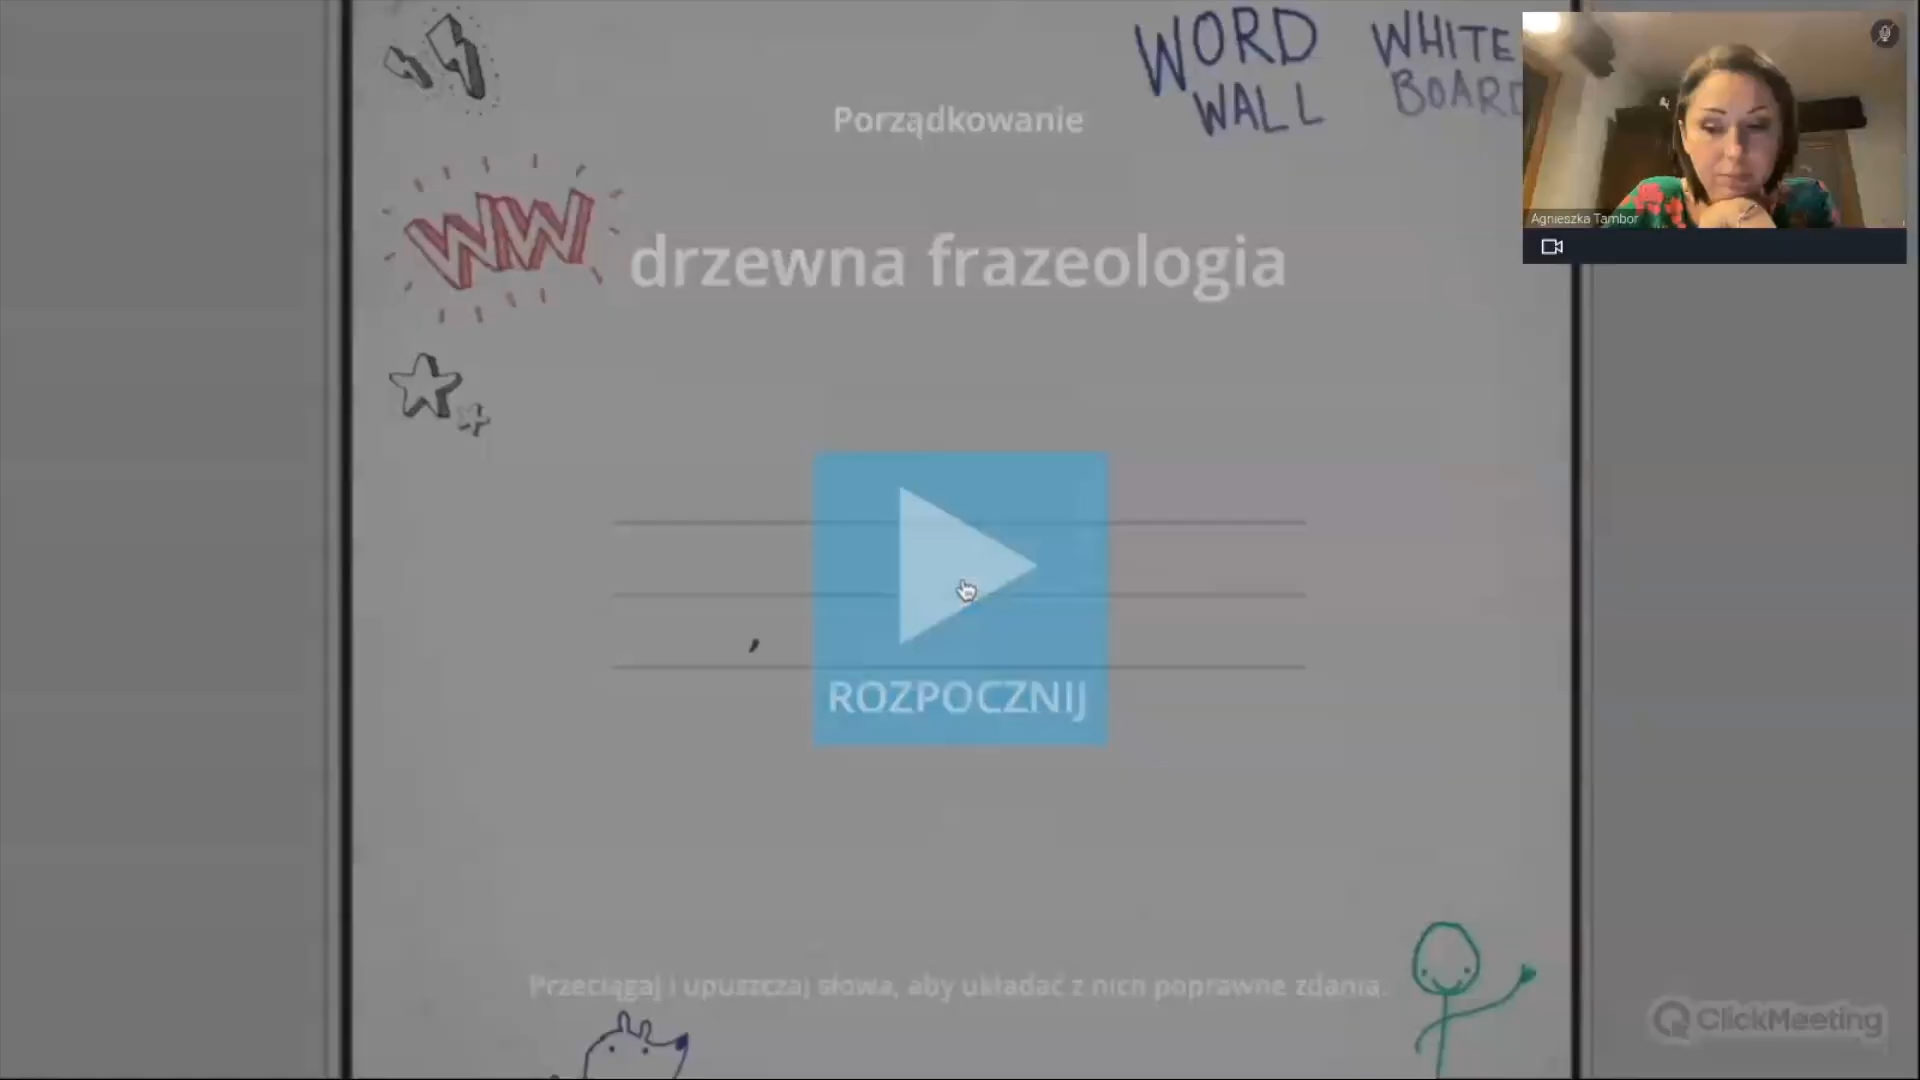 WORD
WALL
WHITE
BOARD
Porządkowanie
WW
drzewna frazeologia
,
ROZPOCZNIJ
Przeciągaj i upuszczaj słowa, aby układać z nich poprawne zdania.
Agnieszka Tambor
ClickMeeting